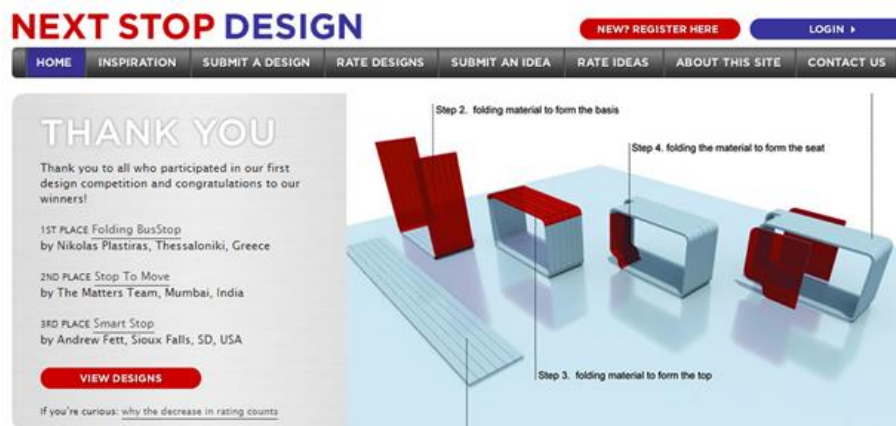 NEXT STOP DESIGN
NEW? REGISTER HERE
LOGIN
HOME INSPIRATION SUBMIT A DESIGN RATE DESIGNS SUBMIT AN IDEA RATE IDEAS ABOUT THIS SITE CONTACT US
THANK YOU
Thank you to all who participated in our first
design competition and congratulations to our
winners!
1ST PLACE Folding BusStop
by Nikolas Plastiras, Thessaloniki, Greece
2ND PLACE Stop To Move
by The Matters Team, Mumbai, India
3RD PLACE Smart Stop
by Andrew Fett, Sioux Falls, SD, USA
VIEW DESIGNS
If you're curious: why the decrease in rating counts
Step 2. folding material to form the basis
Step 4. folding the material to form the seat
Step 3. folding material to form the top